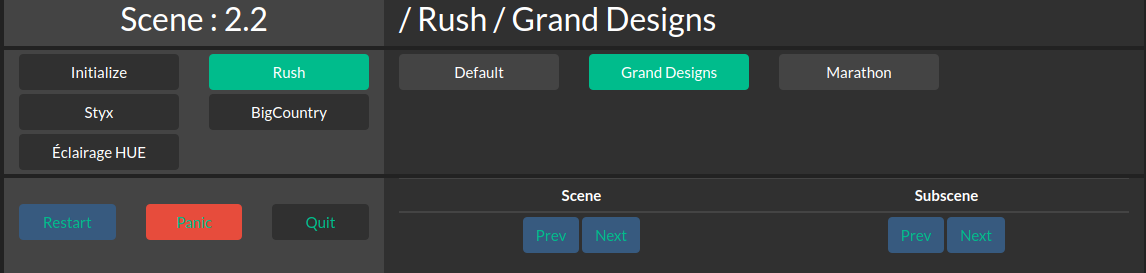 Scene : 2.2
/ Rush / Grand Designs
Initialize
Rush
Default
Grand Designs
Marathon
Styx
BigCountry
Éclairage HUE
Scene
Subscene
Restart
Panic
Quit
Prev
Next
Prev
Next